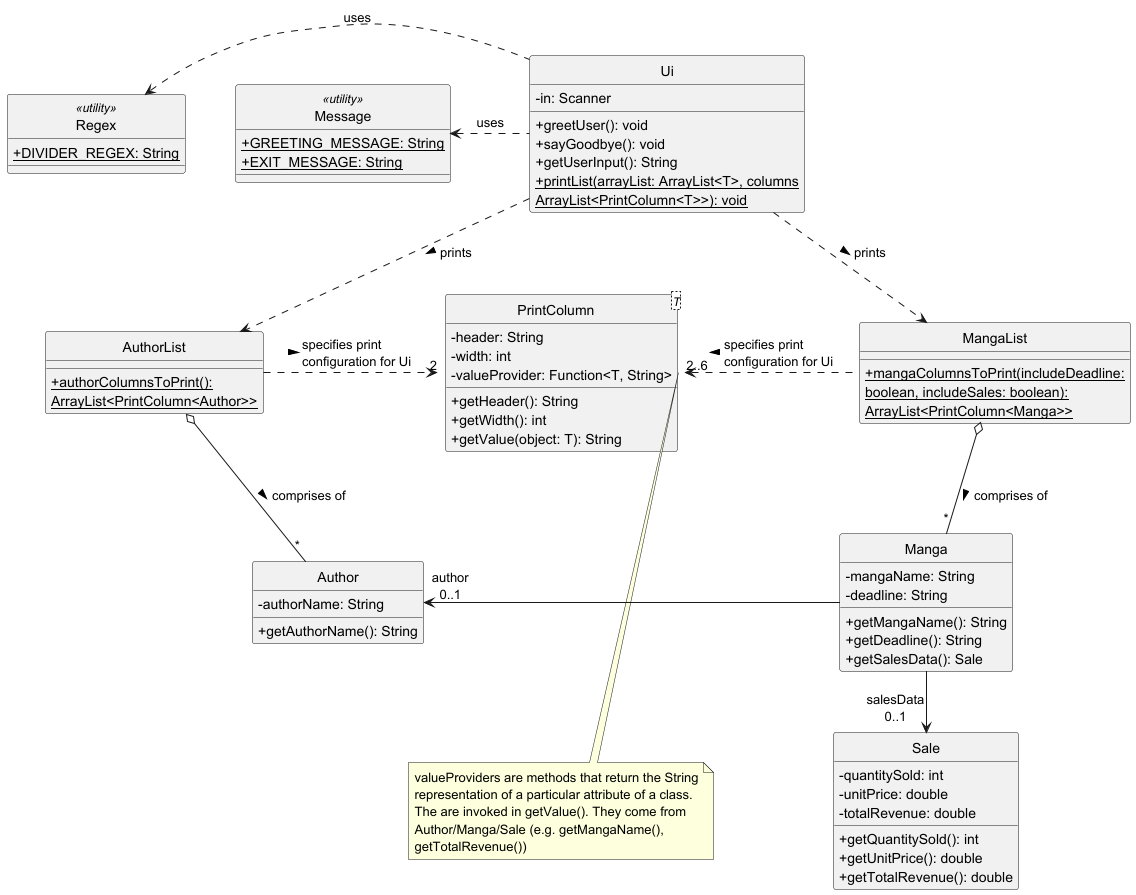 uses
Ui
-in: Scanner
+greetUser(): void
+sayGoodbye(): void
+getUserInput(): String
+printList(arrayList: ArrayList<T>, columns
ArrayList<PrintColumn<T>>): void
«utility»
Regex
+DIVIDER_REGEX: String
«utility»
Message
+GREETING_MESSAGE: String
+EXIT_MESSAGE: String
uses
prints
prints
AuthorList
+authorColumnsToPrint():
ArrayList<PrintColumn<Author>>
specifies print
configuration for Ui
2
PrintColumn
T
-header: String
-width: int
-valueProvider: Function<T, String>
+getHeader(): String
+getWidth(): int
+getValue(object: T): String
specifies print
configuration for Ui
2..6
MangaList
+mangaColumnsToPrint(includeDeadline:
boolean, includeSales: boolean):
ArrayList<PrintColumn<Manga>>
comprises of
*
comprises of
*
Author
-authorName: String
+getAuthorName(): String
author
0..1
Manga
-mangaName: String
-deadline: String
+getMangaName(): String
+getDeadline(): String
+getSalesData(): Sale
salesData
0..1
Sale
-quantitySold: int
-unitPrice: double
-totalRevenue: double
+getQuantitySold(): int
+getUnitPrice(): double
+getTotalRevenue(): double
valueProviders are methods that return the String
representation of a particular attribute of a class.
The are invoked in getValue(). They come from
Author/Manga/Sale (e.g. getMangaName(),
getTotalRevenue())